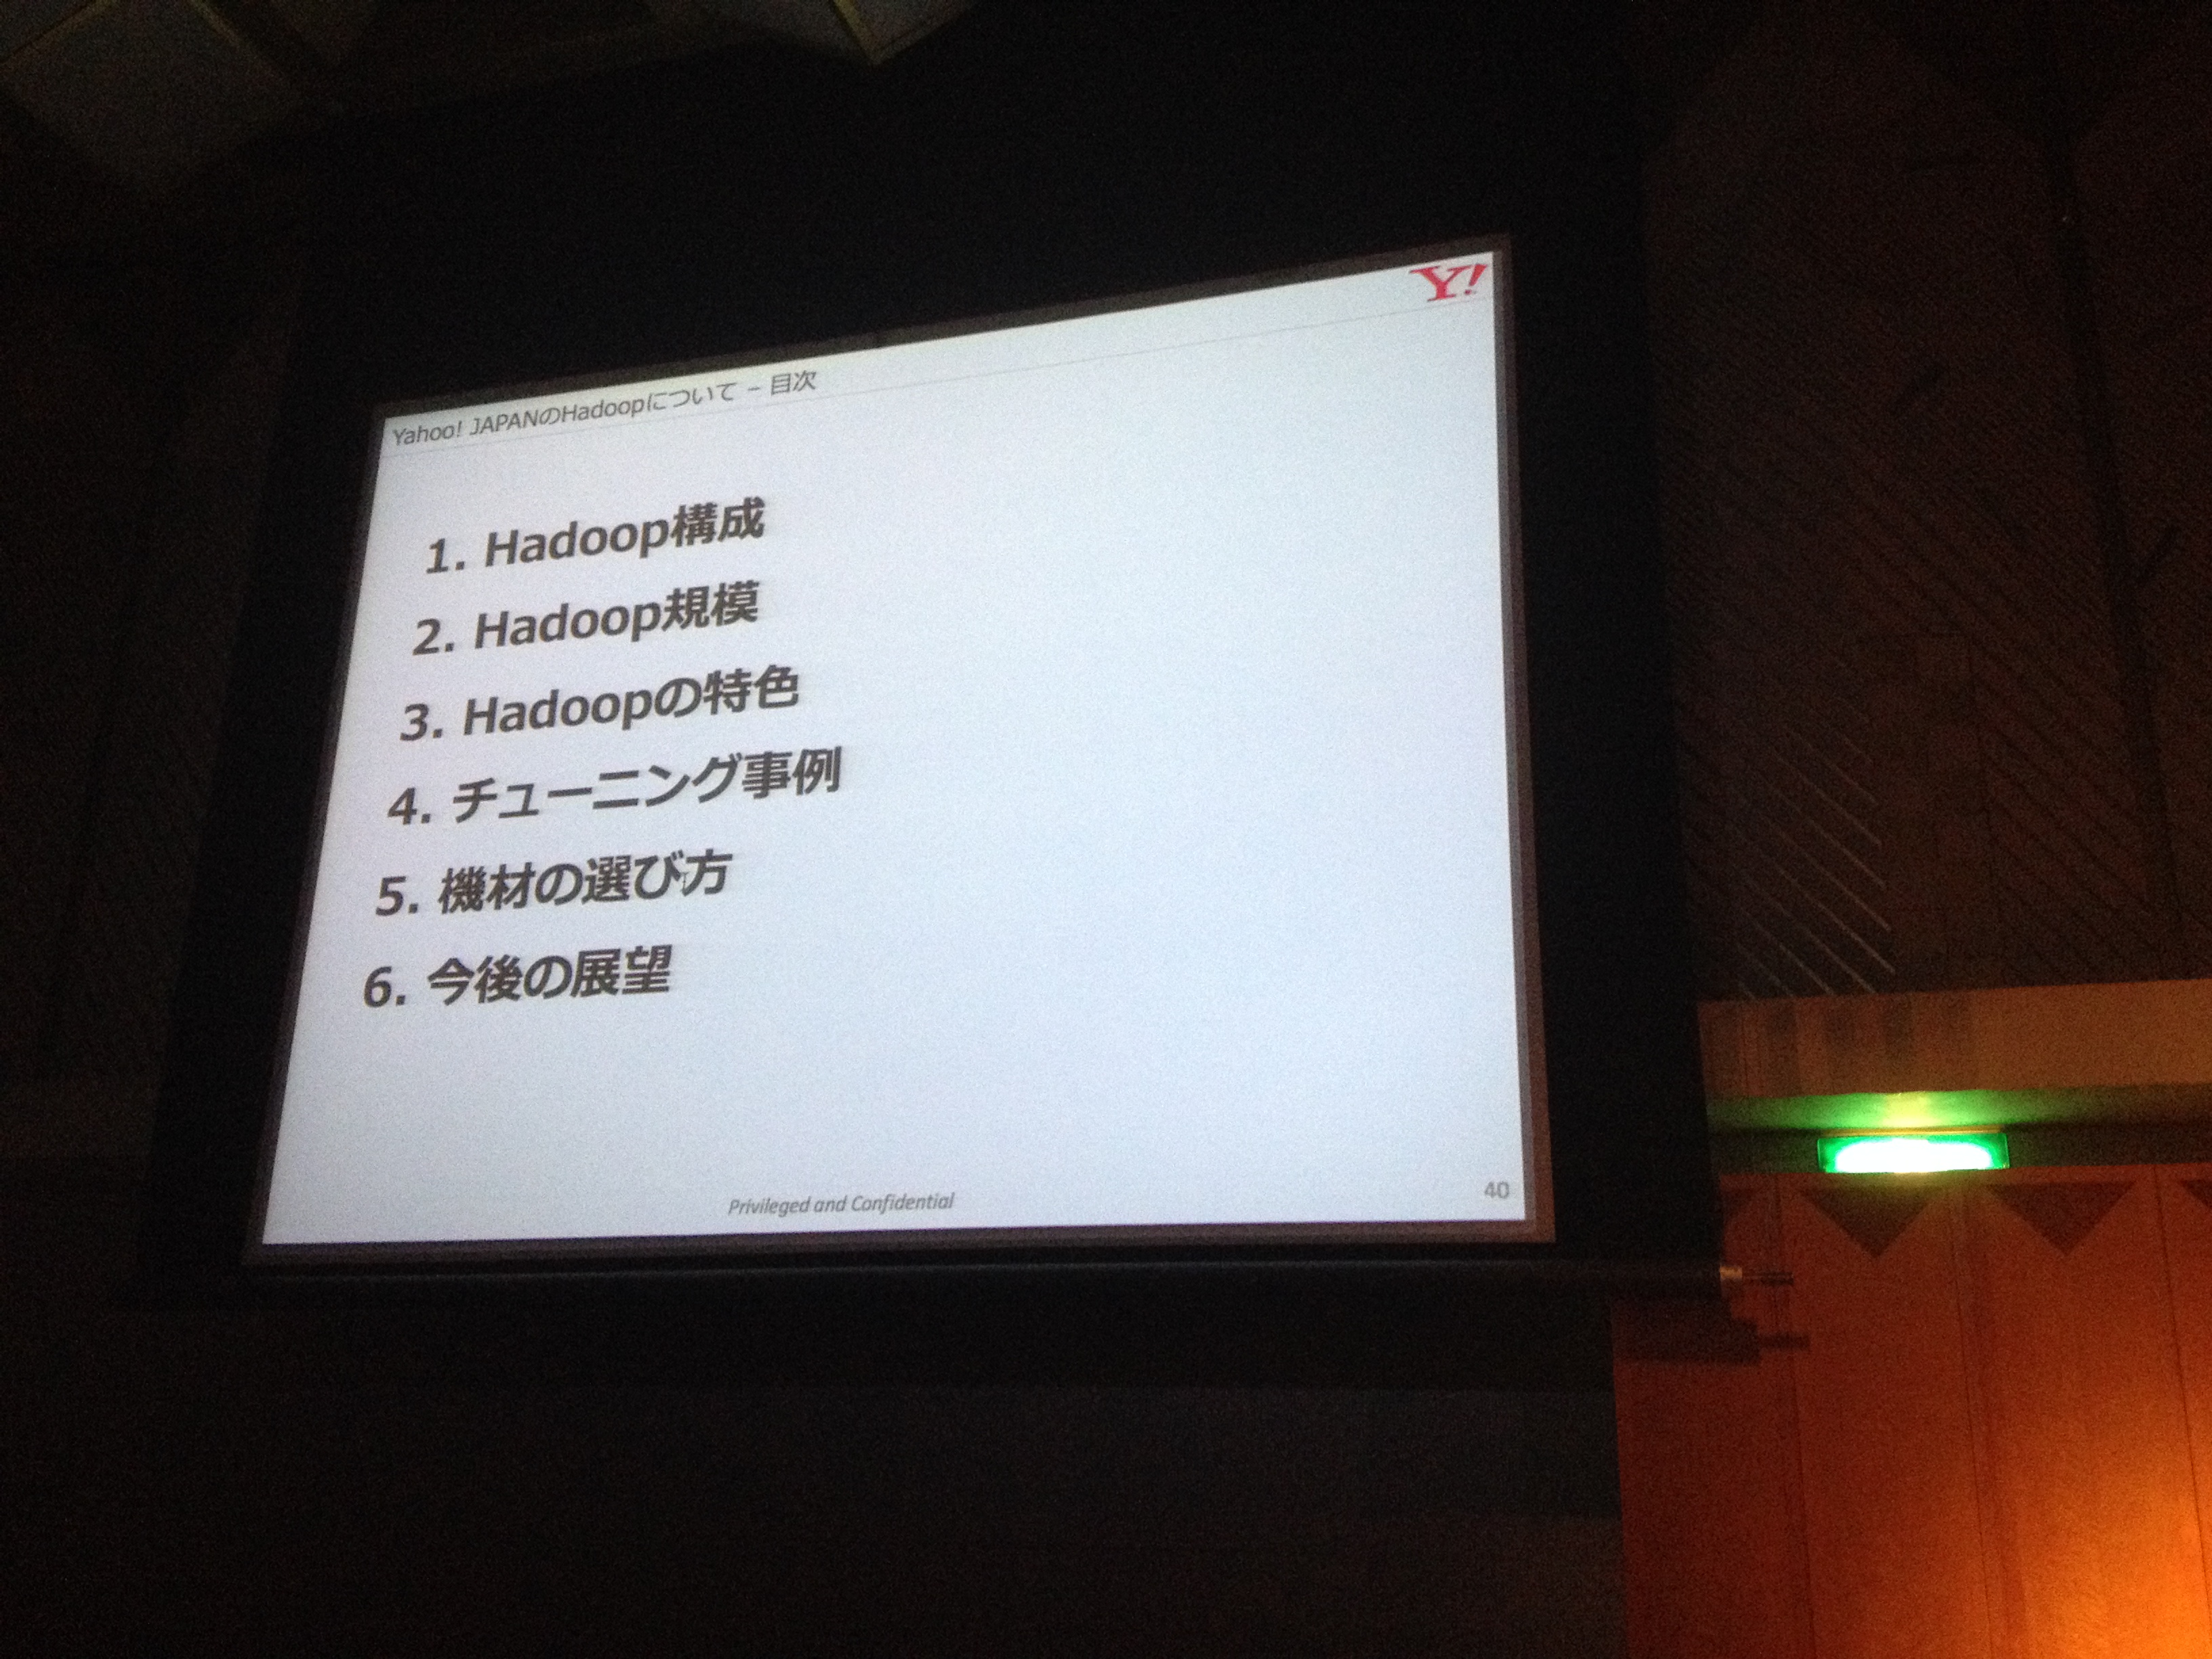 Y!
Yahoo! JAPANのHadoopについて – 目次
1. Hadoop構成
2. Hadoop規模
3. Hadoopの特色
4. チューニング事例
5. 機材の選び方
6. 今後の展望
Privileged and Confidential
40